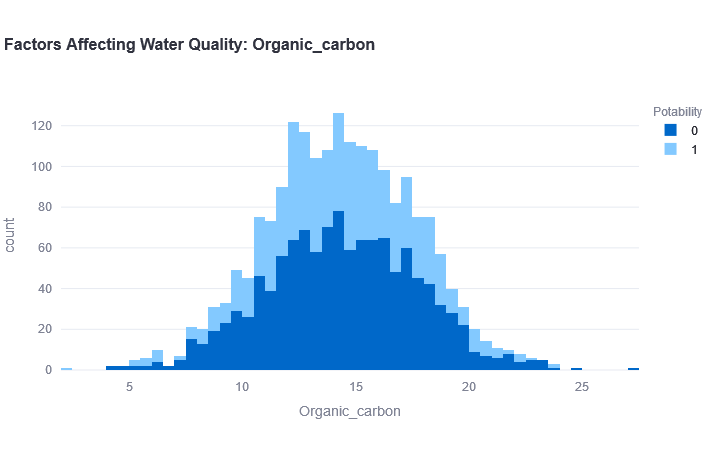 Factors Affecting Water Quality: Organic_carbon
Potability
0
1
count
120
100
80
60
40
20
0
5 10 15 20 25
Organic_carbon